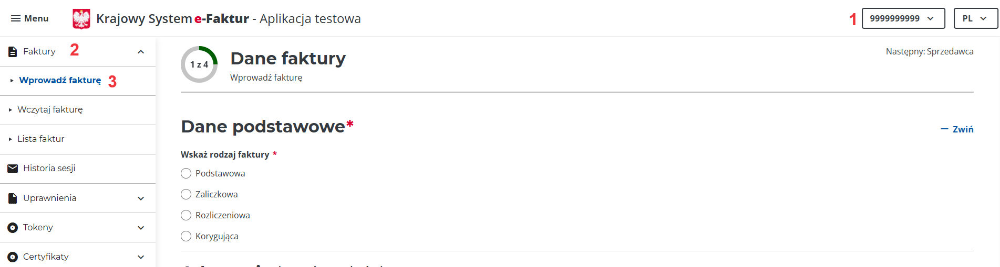 Menu
Krajowy System e-Faktur - Aplikacja testowa
1
9999999999
PL
Faktury
2
Wprowadź fakturę
3
Wczytaj fakturę
Lista faktur
Historia sesji
Uprawnienia
Tokeny
Certyfikaty
1 z 4
Dane faktury
Wprowadź fakturę
Następny: Sprzedawca
Dane podstawowe*
Zwiń
Wskaż rodzaj faktury *
Podstawowa
Zaliczkowa
Rozliczeniowa
Korygująca